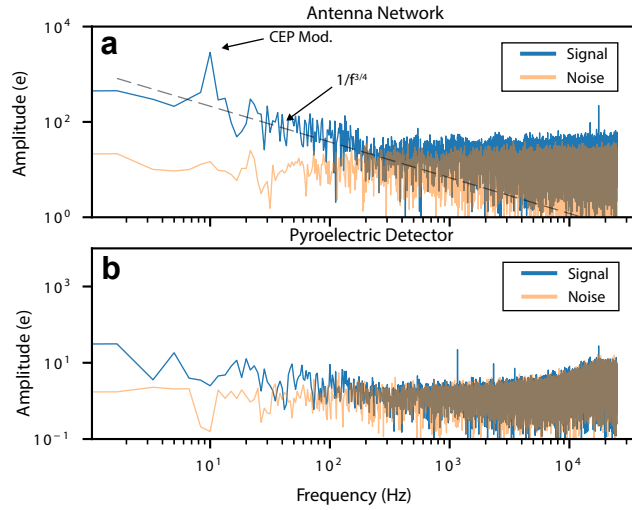 Antenna Network
a
CEP Mod.
1/f^3/4
Signal
Noise
Amplitude (e)
10^4
10^2
10^0
Pyroelectric Detector
b
Signal
Noise
Amplitude (e)
10^3
10^1
10^-1
10^1
10^2
10^3
10^4
Frequency (Hz)